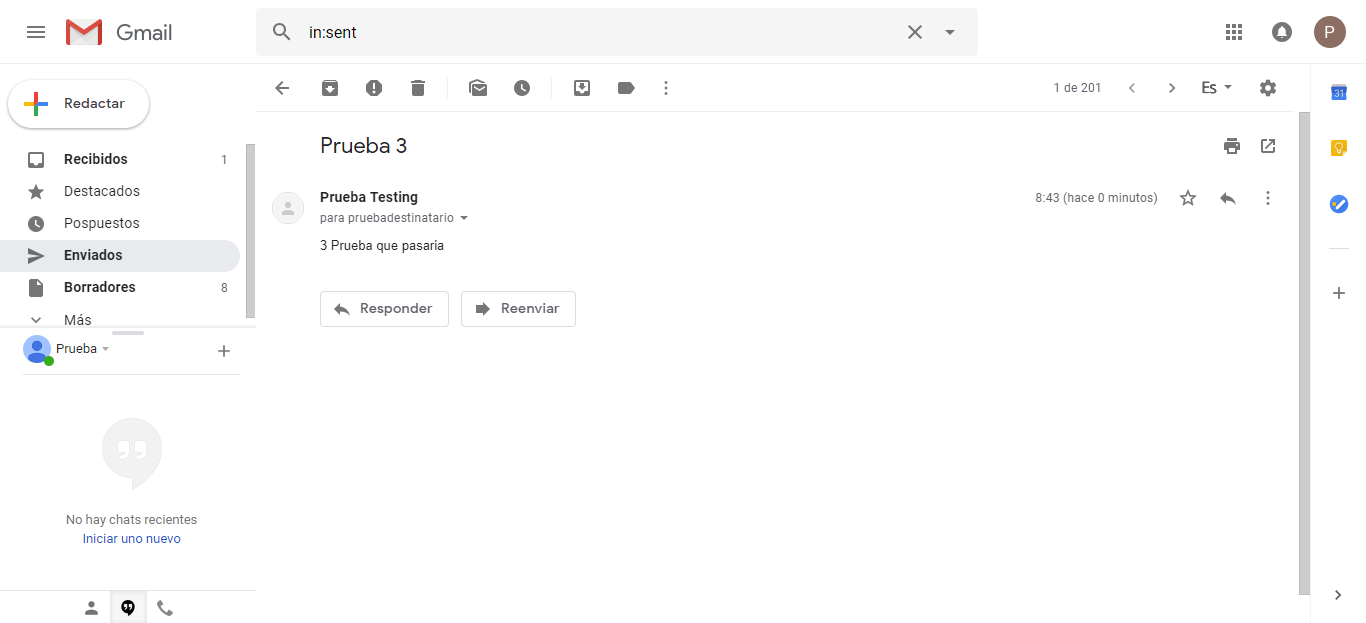 Gmail
in:sent
P
Redactar
1 de 201
Es
31
Recibidos 1
Destacados
Pospuestos
Enviados
Borradores 8
Más
Prueba 3
Prueba Testing
8:43 (hace 0 minutos)
para pruebadestinatario
3 Prueba que pasaria
Responder
Reenviar
Prueba
No hay chats recientes
Iniciar uno nuevo